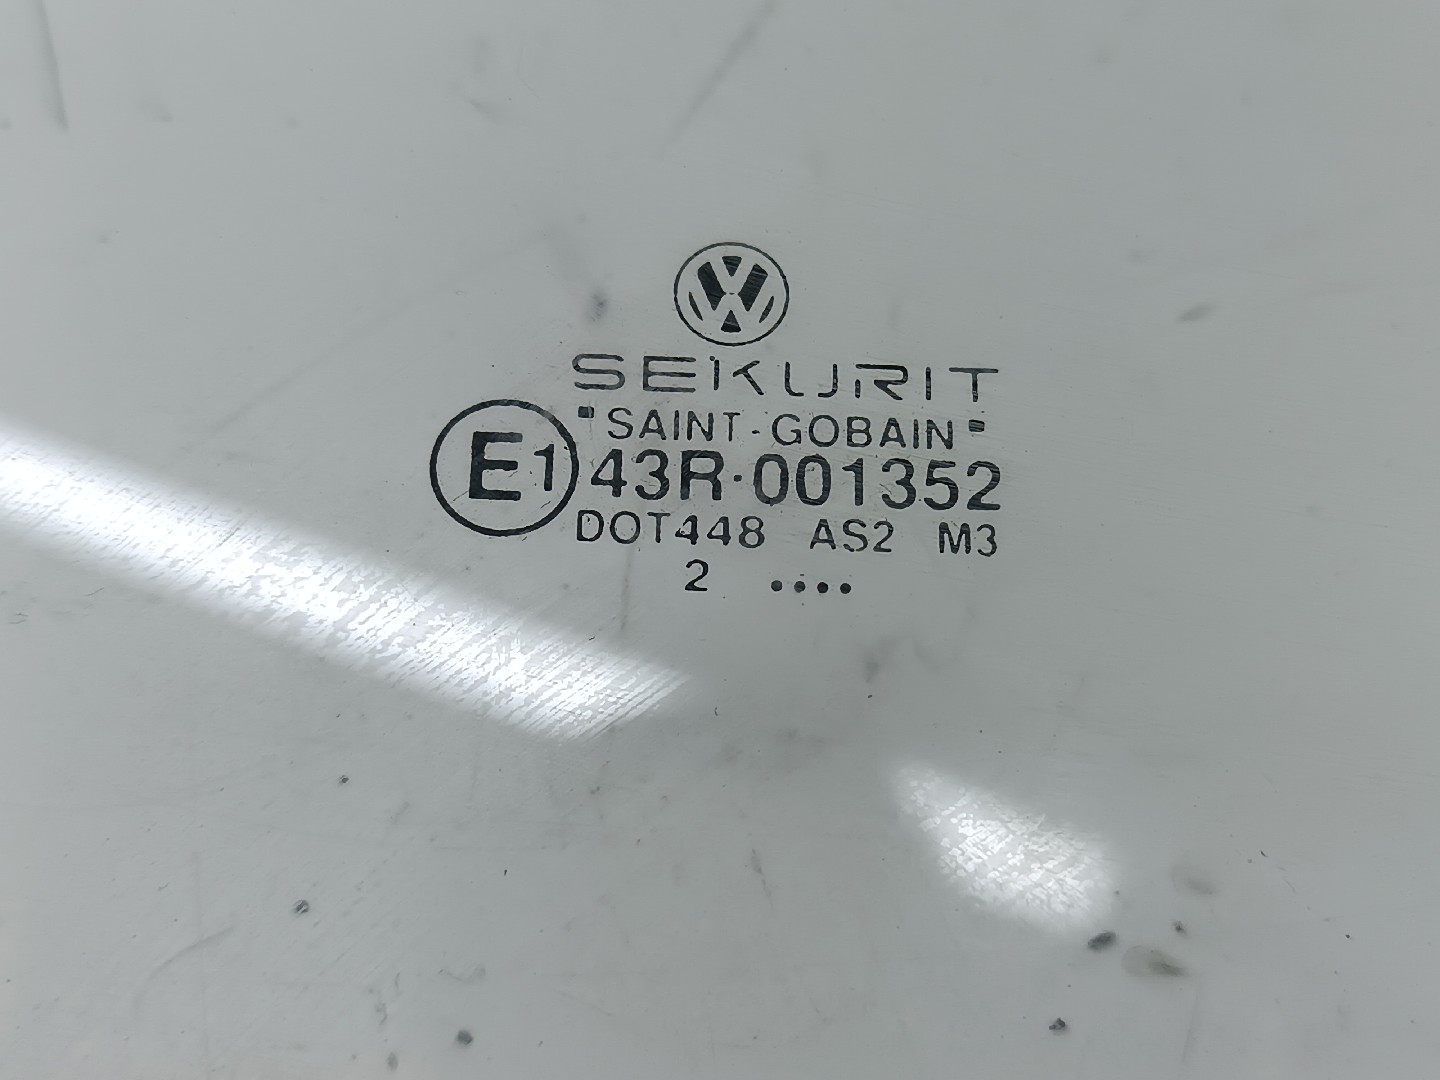 SEKURIT
"SAINT-GOBAIN"
E1 43R-001352
DOT448 AS2 M3
2 ....